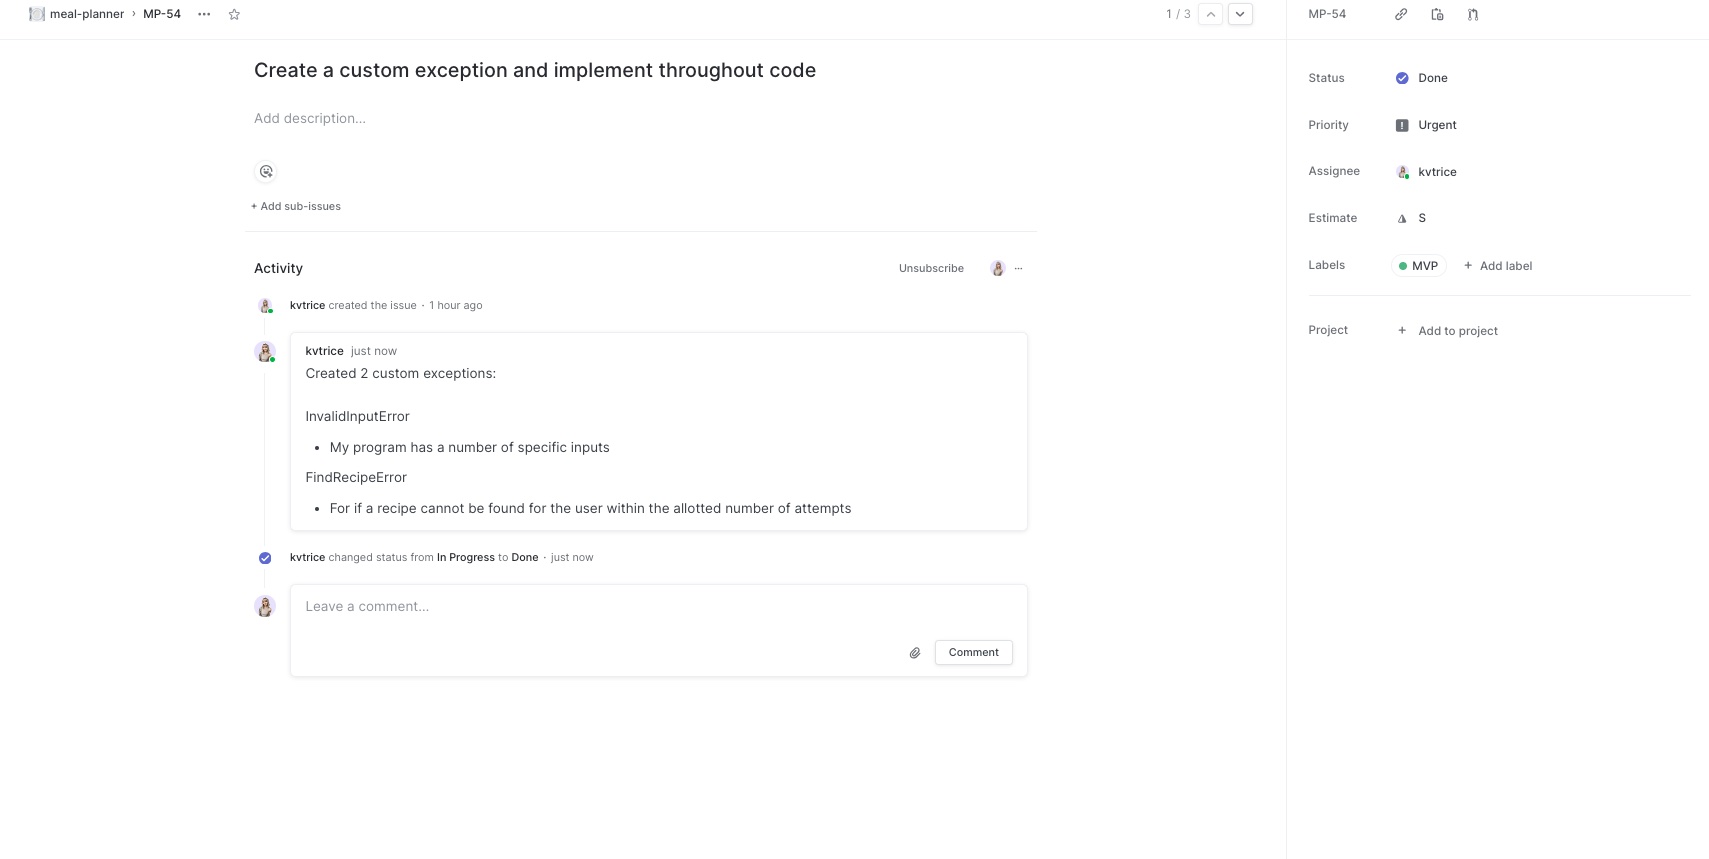 meal-planner › MP-54 ··· 1 / 3
Create a custom exception and implement throughout code
Add description...
+ Add sub-issues
Activity
Unsubscribe ···
kvtrice created the issue · 1 hour ago
kvtrice just now
Created 2 custom exceptions:
InvalidInputError
• My program has a number of specific inputs
FindRecipeError
• For if a recipe cannot be found for the user within the allotted number of attempts
kvtrice changed status from In Progress to Done · just now
Leave a comment...
Comment
MP-54
Status Done
Priority Urgent
Assignee kvtrice
Estimate S
Labels MVP + Add label
Project + Add to project